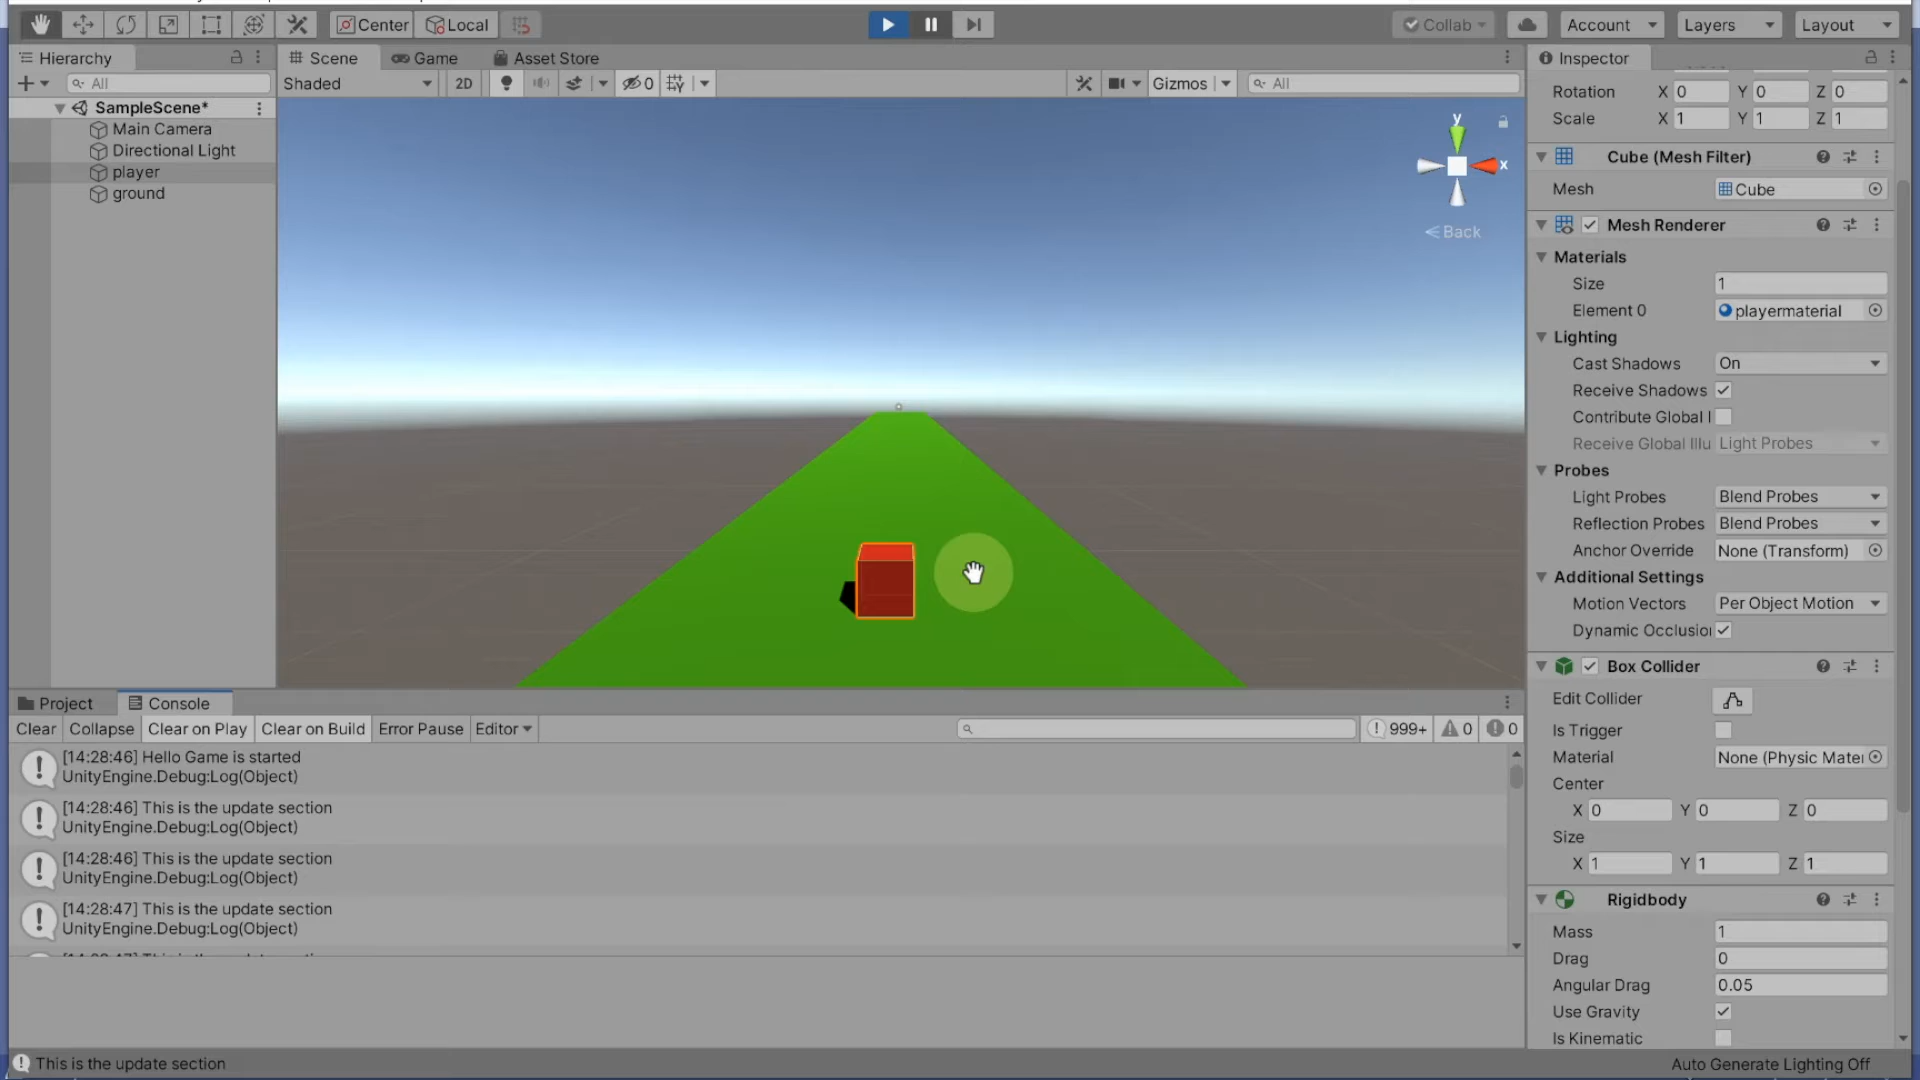 Center
Local
Collab
Account
Layers
Layout
Hierarchy
Scene
Game
Asset Store
Inspector
All
Shaded
2D
0
Gizmos
All
SampleScene*
Main Camera
Directional Light
player
ground
y
x
Back
Rotation X 0 Y 0 Z 0
Scale X 1 Y 1 Z 1
Cube (Mesh Filter)
Mesh Cube
Mesh Renderer
Materials
Size 1
Element 0 playermaterial
Lighting
Cast Shadows On
Receive Shadows
Contribute Global I
Receive Global Illu Light Probes
Probes
Light Probes Blend Probes
Reflection Probes Blend Probes
Anchor Override None (Transform)
Additional Settings
Motion Vectors Per Object Motion
Dynamic Occlusio
Box Collider
Edit Collider
Is Trigger
Material None (Physic Mate
Center
X 0 Y 0 Z 0
Size
X 1 Y 1 Z 1
Rigidbody
Mass 1
Drag 0
Angular Drag 0.05
Use Gravity
Is Kinematic
Project
Console
Clear
Collapse
Clear on Play
Clear on Build
Error Pause
Editor
999+
0
0
[14:28:46] Hello Game is started
UnityEngine.Debug:Log(Object)
[14:28:46] This is the update section
UnityEngine.Debug:Log(Object)
[14:28:46] This is the update section
UnityEngine.Debug:Log(Object)
[14:28:47] This is the update section
UnityEngine.Debug:Log(Object)
This is the update section
Auto Generate Lighting Off